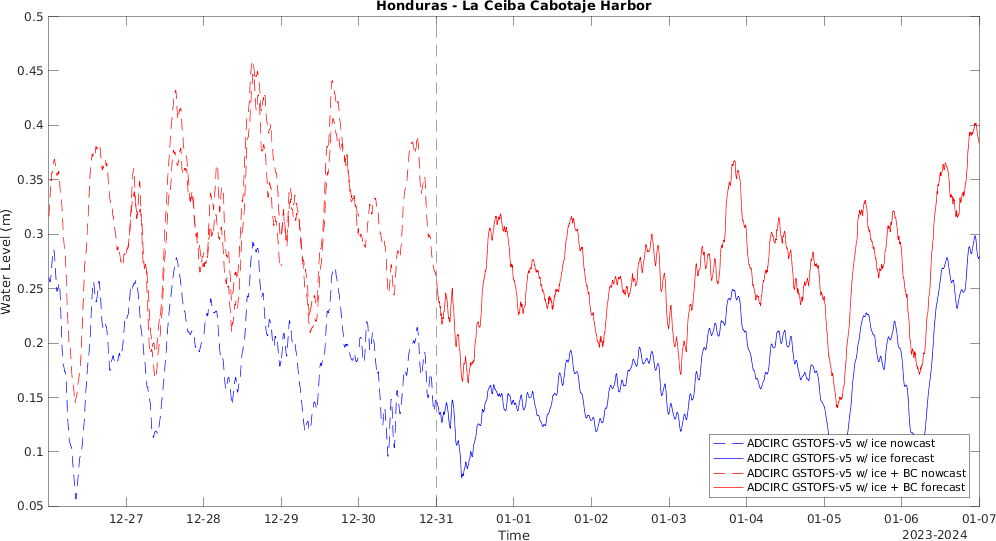 Honduras - La Ceiba Cabotaje Harbor
0.5
0.45
0.4
0.35
0.3
0.25
0.2
0.15
0.1
0.05
Water Level (m)
ADCIRC GSTOFS-v5 w/ ice nowcast
ADCIRC GSTOFS-v5 w/ ice forecast
ADCIRC GSTOFS-v5 w/ ice + BC nowcast
ADCIRC GSTOFS-v5 w/ ice + BC forecast
12-27 12-28 12-29 12-30 12-31 01-01 01-02 01-03 01-04 01-05 01-06 01-07
Time
2023-2024